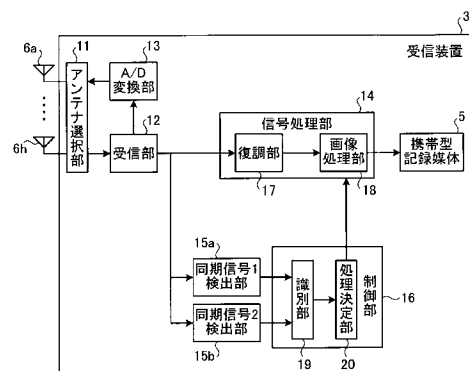 3
受信装置
6a
11
アンテナ選択部
13
A/D
変換部
12
受信部
6h
14
信号処理部
復調部
17
画像
処理部
18
5
携帯型
記録媒体
15a
同期信号1
検出部
同期信号2
検出部
15b
識別部
19
処理決定部
20
制御部
16